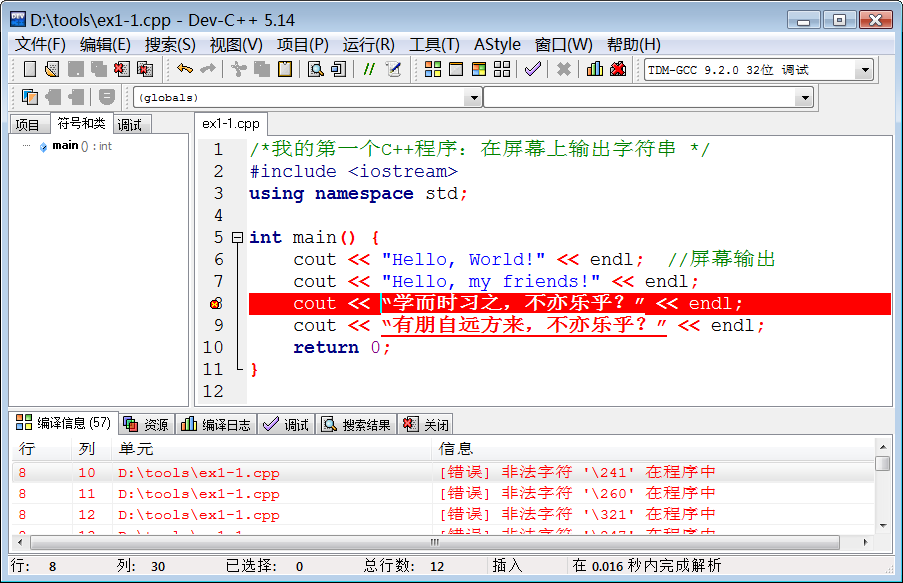 D:\tools\ex1-1.cpp - Dev-C++ 5.14
文件(F) 编辑(E) 搜索(S) 视图(V) 项目(P) 运行(R) 工具(T) AStyle 窗口(W) 帮助(H)
TDM-GCC 9.2.0 32位 调试
(globals)
项目 符号和类 调试
main () : int
ex1-1.cpp
1 /*我的第一个C++程序: 在屏幕上输出字符串 */
2 #include <iostream>
3 using namespace std;
4
5 int main() {
6 cout << "Hello, World!" << endl; //屏幕输出
7 cout << "Hello, my friends!" << endl;
8 cout << “学而时习之，不亦乐乎？” << endl;
9 cout << “有朋自远方来，不亦乐乎？” << endl;
10 return 0;
11 }
12
编译信息 (57) 资源 编译日志 调试 搜索结果 关闭
行 列 单元 信息
8 10 D:\tools\ex1-1.cpp [错误] 非法字符 '\241' 在程序中
8 11 D:\tools\ex1-1.cpp [错误] 非法字符 '\260' 在程序中
8 12 D:\tools\ex1-1.cpp [错误] 非法字符 '\321' 在程序中
行: 8 列: 30 已选择: 0 总行数: 12 插入 在 0.016 秒内完成解析